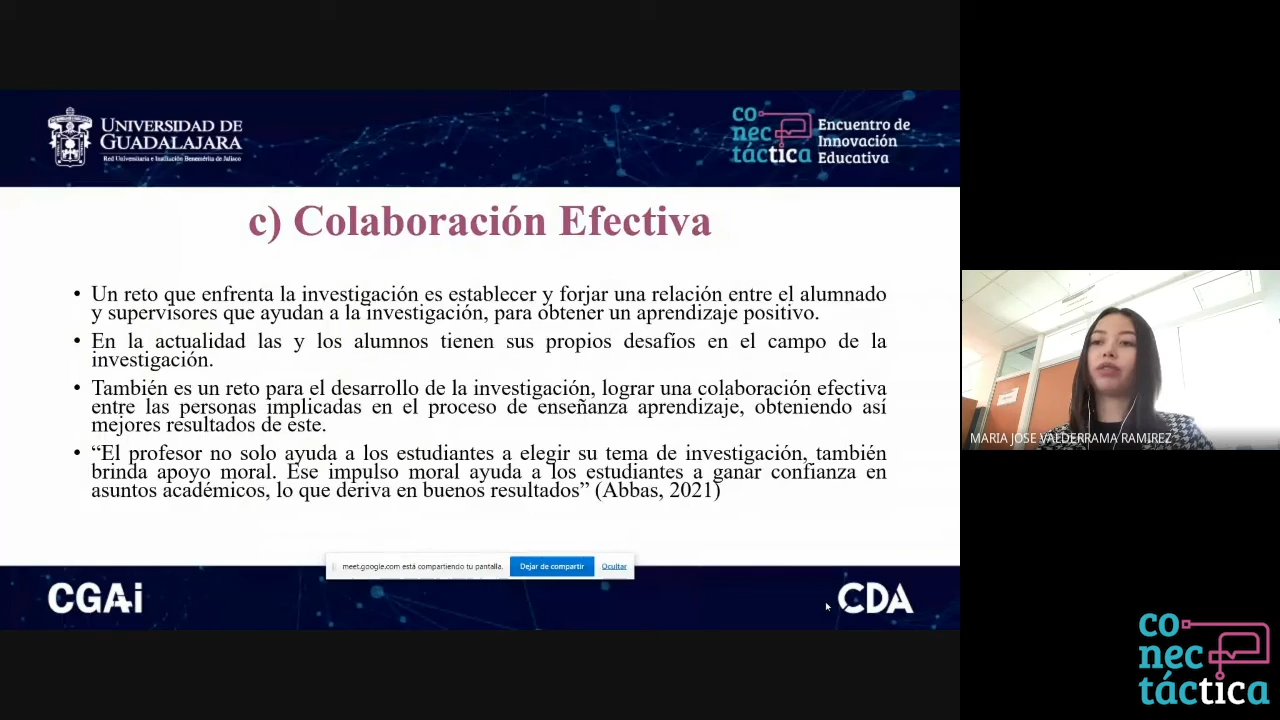 UNIVERSIDAD DE
GUADALAJARA
Red Universitaria e Institución Benemérita de Jalisco
co
nec
táctica
Encuentro de
Innovación
Educativa
c) Colaboración Efectiva
• Un reto que enfrenta la investigación es establecer y forjar una relación entre el alumnado
y supervisores que ayudan a la investigación, para obtener un aprendizaje positivo.
• En la actualidad las y los alumnos tienen sus propios desafíos en el campo de la
investigación.
• También es un reto para el desarrollo de la investigación, lograr una colaboración efectiva
entre las personas implicadas en el proceso de enseñanza aprendizaje, obteniendo así
mejores resultados de este.
• “El profesor no solo ayuda a los estudiantes a elegir su tema de investigación, también
brinda apoyo moral. Ese impulso moral ayuda a los estudiantes a ganar confianza en
asuntos académicos, lo que deriva en buenos resultados” (Abbas, 2021)
meet.google.com está compartiendo tu pantalla.
Dejar de compartir
Ocultar
CGAi
CDA
MARIA JOSE VALDERRAMA RAMIREZ
co
nec
táctica